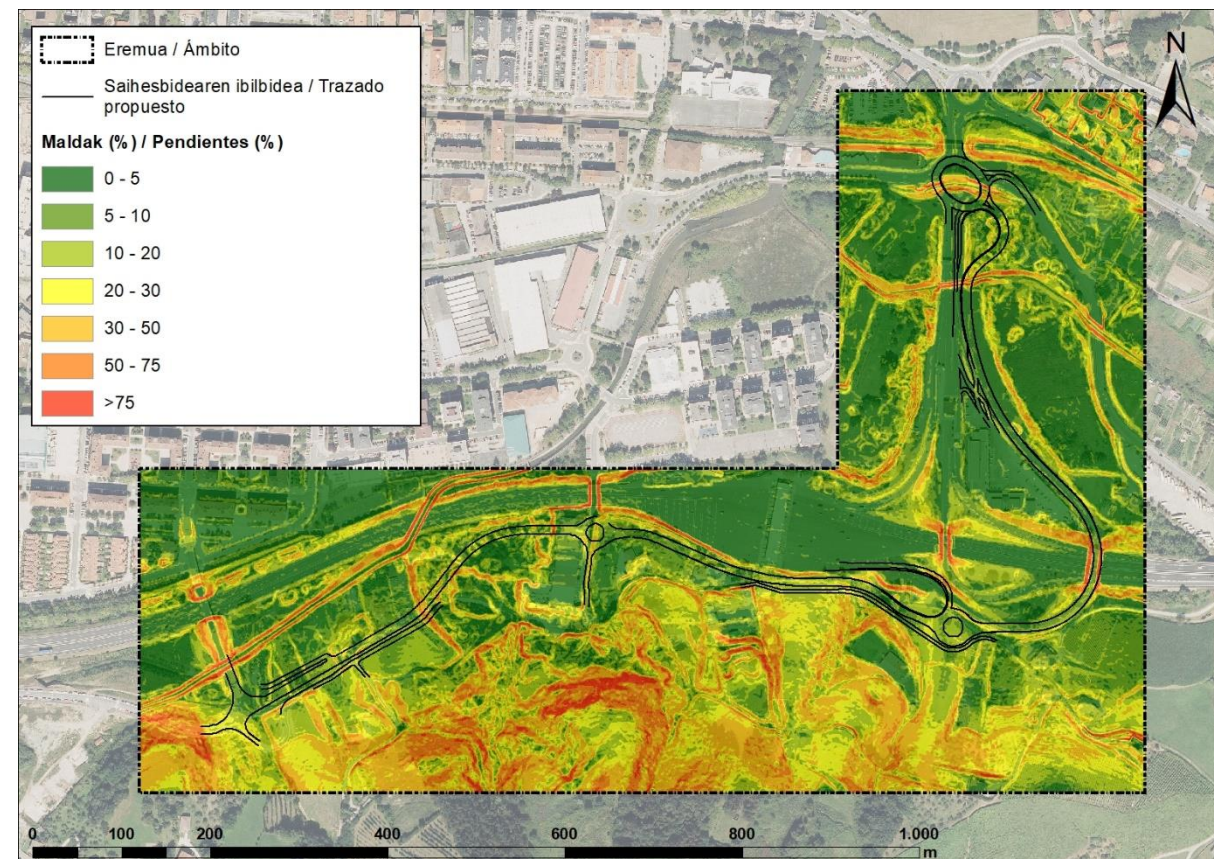 Eremua / Ámbito
Saihesbidearen ibilbidea / Trazado
propuesto
Maldak (%) / Pendientes (%)
0 - 5
5 - 10
10 - 20
20 - 30
30 - 50
50 - 75
>75
N
0 100 200 400 600 800 1.000
m